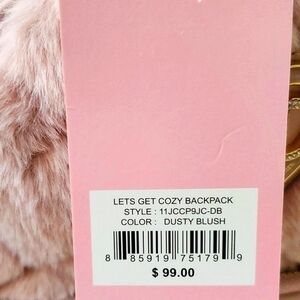 LETS GET COZY BACKPACK
STYLE : 11JCCP9JC-DB
COLOR : DUSTY BLUSH
8 85919 75179 9
$ 99.00